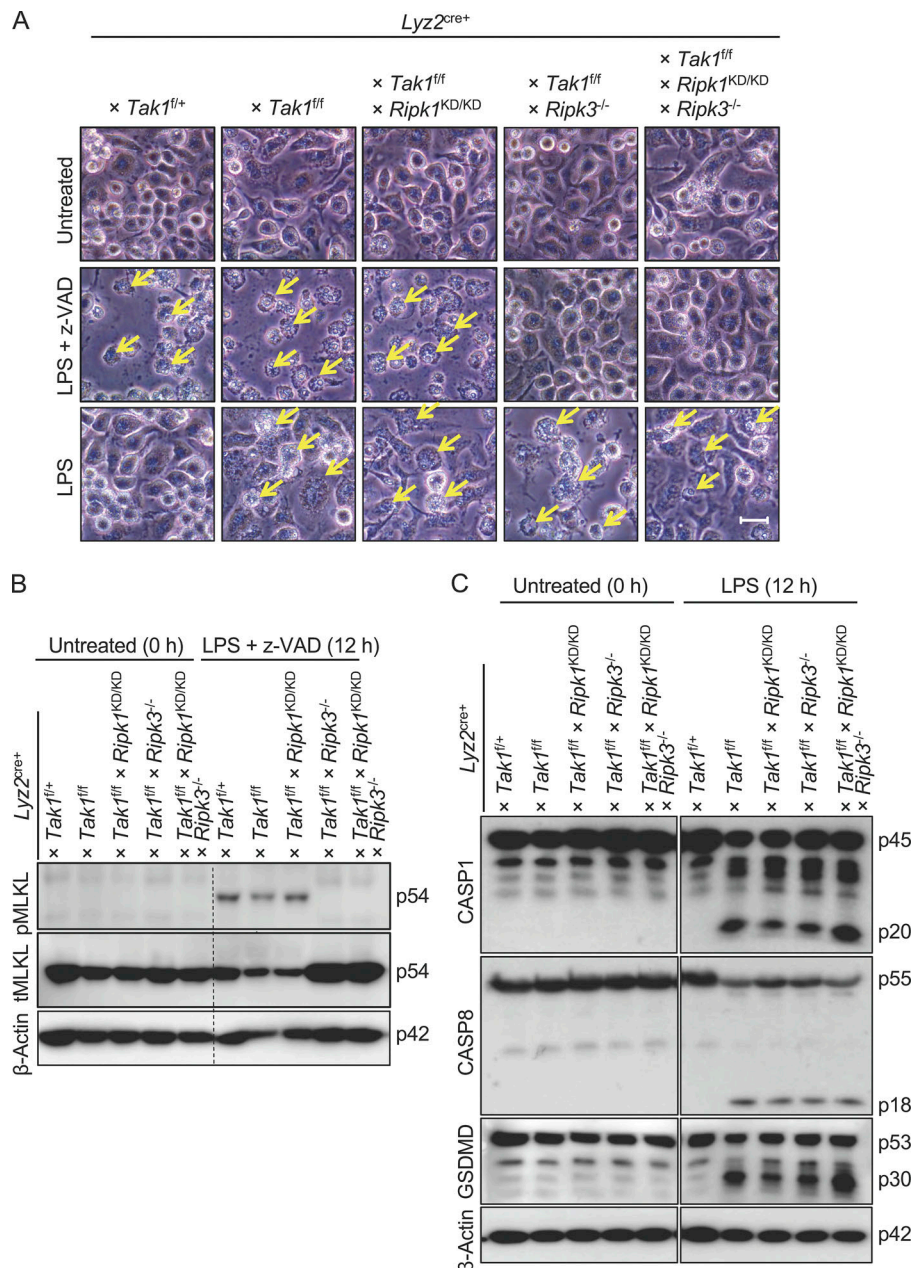 A
Lyz2cre+
× Tak1f/+
× Tak1f/f
× Tak1f/f
× Ripk1KD/KD
× Tak1f/f
× Ripk3-/-
× Tak1f/f
× Ripk1KD/KD
× Ripk3-/-
Untreated
LPS + z-VAD
LPS
B
Untreated (0 h)
LPS + z-VAD (12 h)
Lyz2cre+
× Tak1f/+
× Tak1f/f
× Tak1f/f × Ripk1KD/KD
× Tak1f/f × Ripk3-/-
× Tak1f/f × Ripk1KD/KD
× Ripk3-/-
× Tak1f/+
× Tak1f/f
× Tak1f/f × Ripk1KD/KD
× Tak1f/f × Ripk3-/-
× Tak1f/f × Ripk1KD/KD
× Ripk3-/-
pMLKL
p54
tMLKL
p54
β-Actin
p42
C
Untreated (0 h)
LPS (12 h)
Lyz2cre+
× Tak1f/+
× Tak1f/f
× Tak1f/f × Ripk1KD/KD
× Tak1f/f × Ripk3-/-
× Tak1f/f × Ripk1KD/KD
× Ripk3-/-
× Tak1f/+
× Tak1f/f
× Tak1f/f × Ripk1KD/KD
× Tak1f/f × Ripk3-/-
× Tak1f/f × Ripk1KD/KD
× Ripk3-/-
CASP1
p45
p20
CASP8
p55
p18
GSDMD
p53
p30
β-Actin
p42